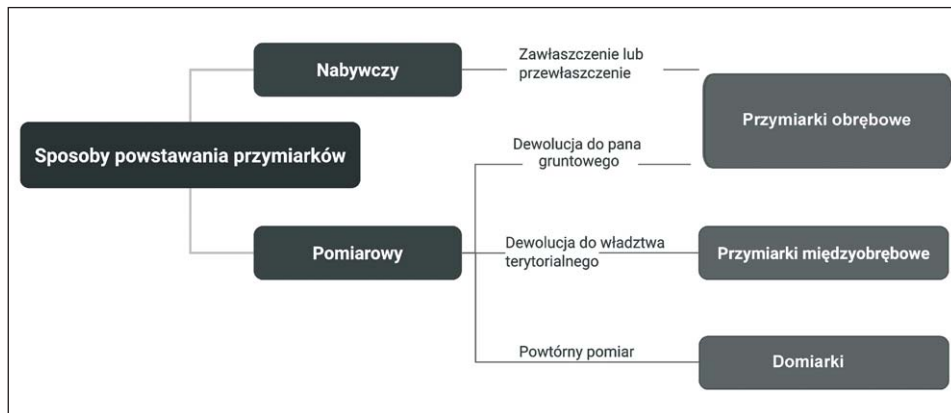 Sposoby powstawania przymiarków
Nabywczy
Zawłaszczenie lub
przewłaszczenie
Przymiarki obrębowe
Pomiarowy
Dewolucja do pana
gruntowego
Dewolucja do władztwa
terytorialnego
Przymiarki międzyobrębowe
Powtórny pomiar
Domiarki